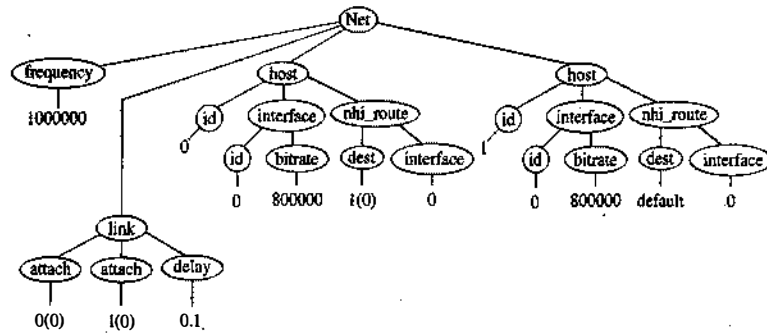 Net
frequency host host
1000000
id interface nhi_route id interface nhi_route
0 1
id bitrate dest interface id bitrate dest interface
0 800000 1(0) 0 0 800000 default 0
link
attach attach delay
0(0) 1(0) 0.1